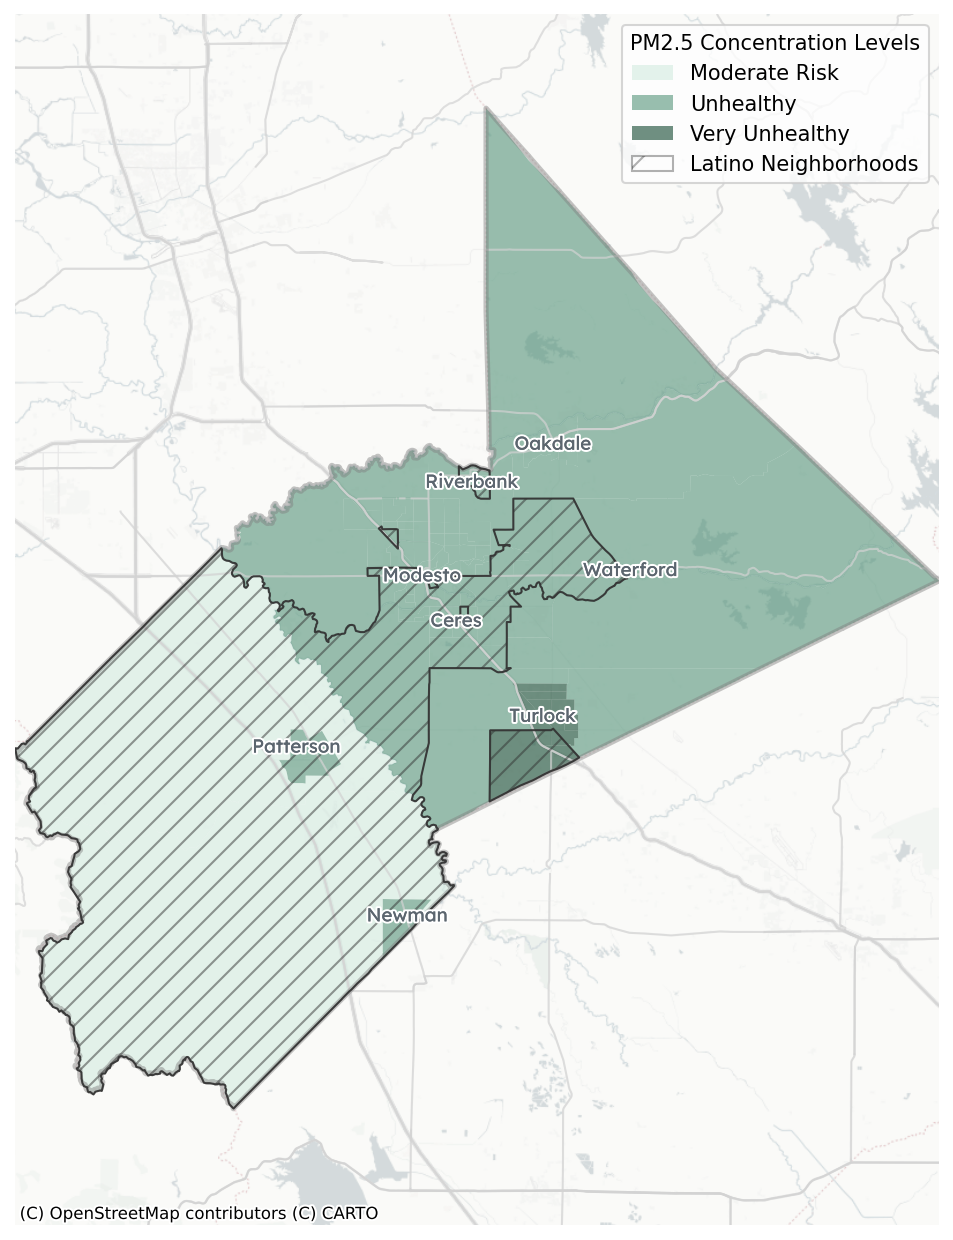 PM2.5 Concentration Levels
Moderate Risk
Unhealthy
Very Unhealthy
Latino Neighborhoods
Oakdale
Riverbank
Waterford
Modesto
Ceres
Turlock
Patterson
Newman
(C) OpenStreetMap contributors (C) CARTO